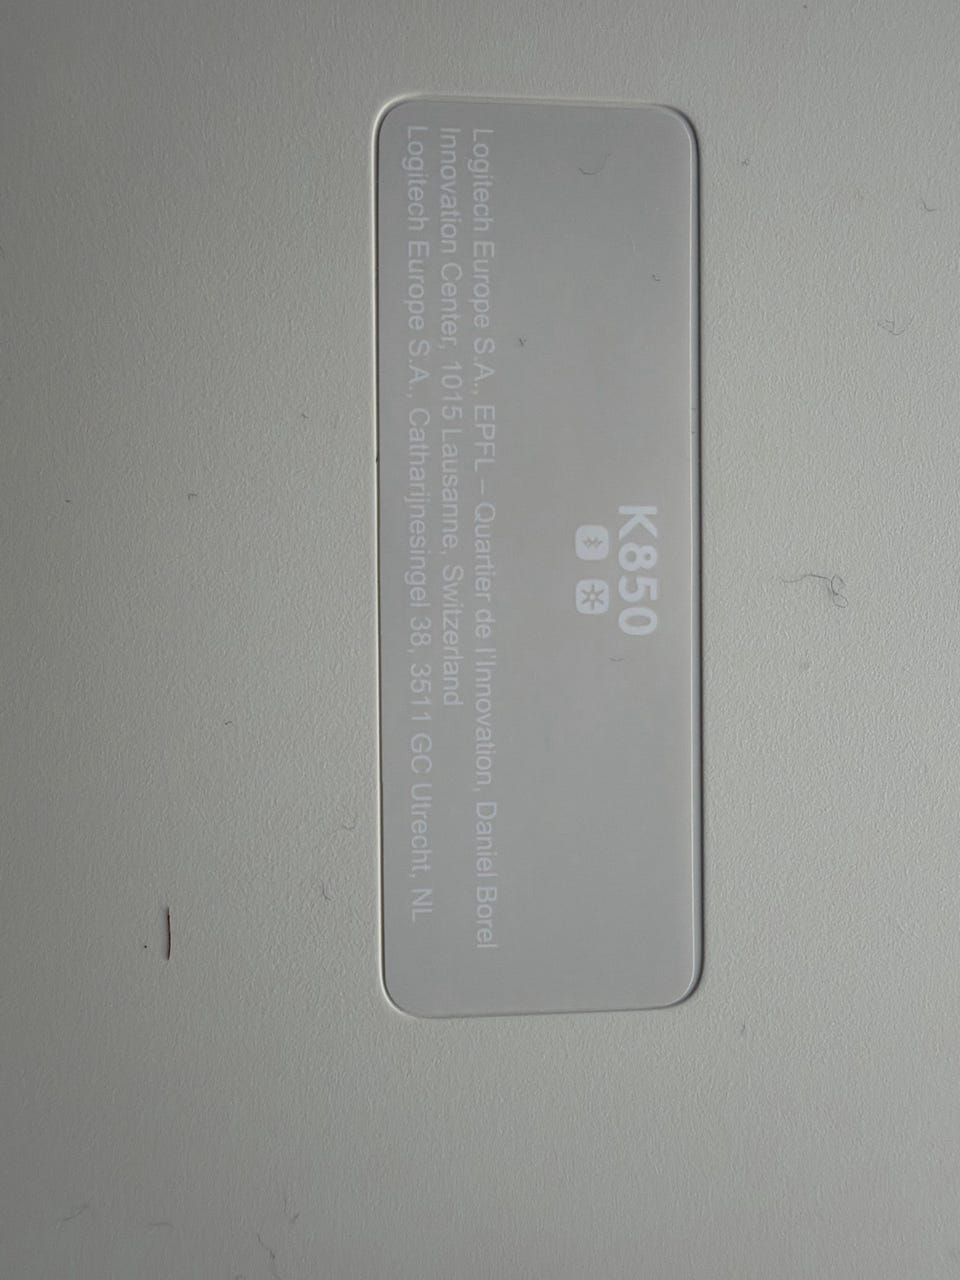 K850
Logitech Europe S.A., EPFL – Quartier de l'Innovation, Daniel Borel
Innovation Center, 1015 Lausanne, Switzerland
Logitech Europe S.A., Catharijnesingel 38, 3511 GC Utrecht, NL